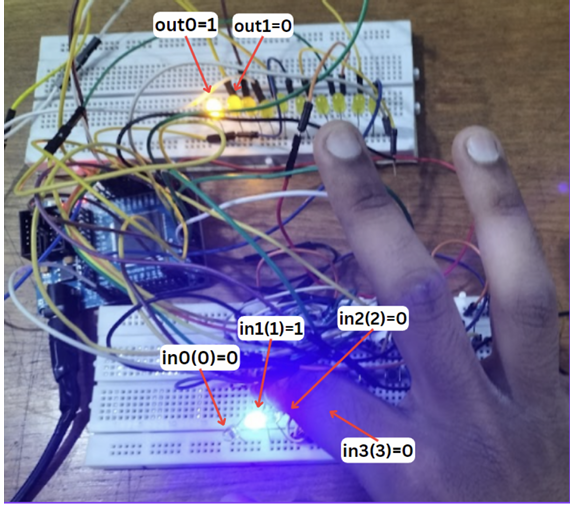 out0=1
out1=0
in2(2)=0
in1(1)=1
in0(0)=0
in3(3)=0